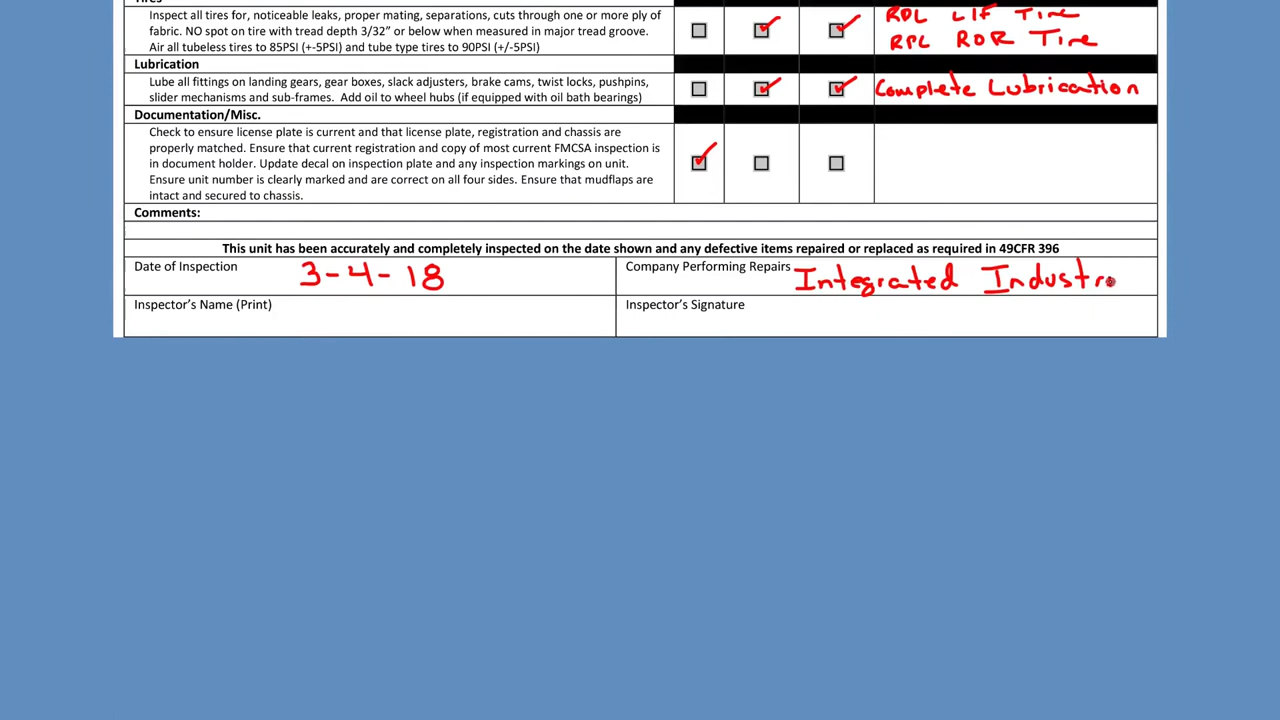 Tires
Inspect all tires for, noticeable leaks, proper mating, separations, cuts through one or more ply of
fabric. NO spot on tire with tread depth 3/32” or below when measured in major tread groove.
Air all tubeless tires to 85PSI (+-5PSI) and tube type tires to 90PSI (+/-5PSI)
LIF Tire
RPL ROR Tire
Lubrication
Lube all fittings on landing gears, gear boxes, slack adjusters, brake cams, twist locks, pushpins,
slider mechanisms and sub-frames. Add oil to wheel hubs (if equipped with oil bath bearings)
Complete Lubrication
Documentation/Misc.
Check to ensure license plate is current and that license plate, registration and chassis are
properly matched. Ensure that current registration and copy of most current FMCSA inspection is
in document holder. Update decal on inspection plate and any inspection markings on unit.
Ensure unit number is clearly marked and are correct on all four sides. Ensure that mudflaps are
intact and secured to chassis.
Comments:
This unit has been accurately and completely inspected on the date shown and any defective items repaired or replaced as required in 49CFR 396
Date of Inspection 3-4-18
Company Performing Repairs Integrated Industr
Inspector’s Name (Print)
Inspector’s Signature